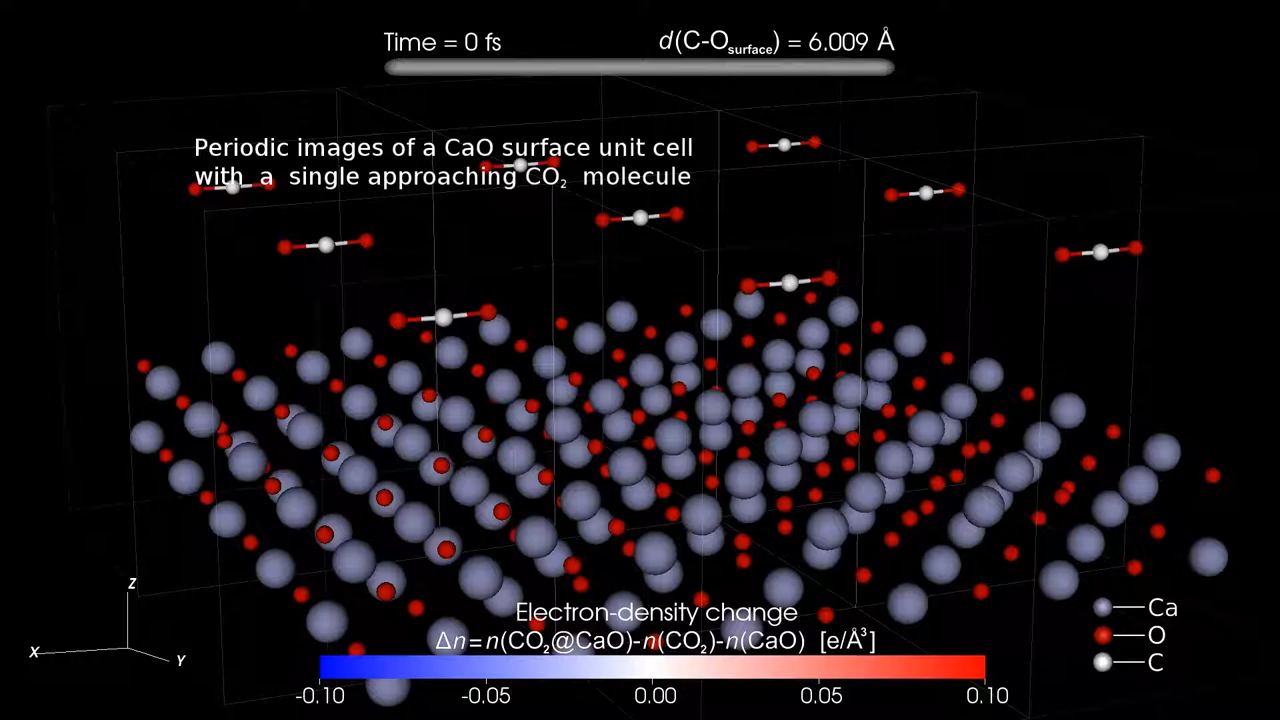 Time = 0 fs
d(C-Osurface) = 6.009 Å
Periodic images of a CaO surface unit cell
with a single approaching CO₂ molecule
Z
X
Y
Ca
O
C
Electron-density change
Δn=n(CO₂@CaO)-n(CO₂)-n(CaO) [e/Å³]
-0.10 -0.05 0.00 0.05 0.10